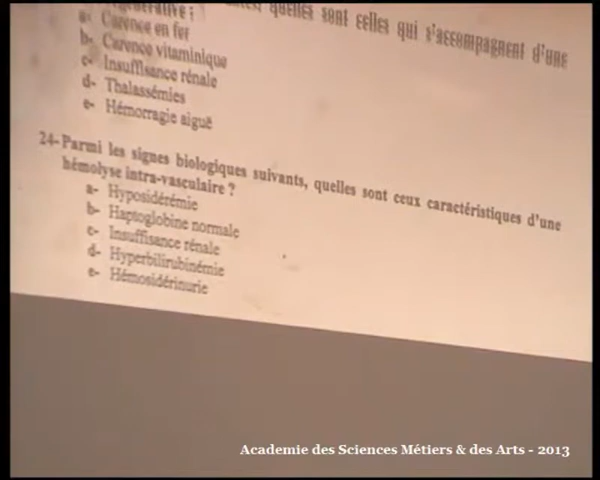 quelles sont celles qui s'accompagnent d'une
régénérative :
a- Carence en fer
b- Carence vitaminique
c- Insuffisance rénale
d- Thalassémies
e- Hémorragie aiguë
24- Parmi les signes biologiques suivants, quelles sont ceux caractéristiques d'une
hémolyse intra-vasculaire ?
a- Hyposidérémie
b- Haptoglobine normale
c- Insuffisance rénale
d- Hyperbilirubinémie
e- Hémosidérinurie
Academie des Sciences Métiers & des Arts - 2013